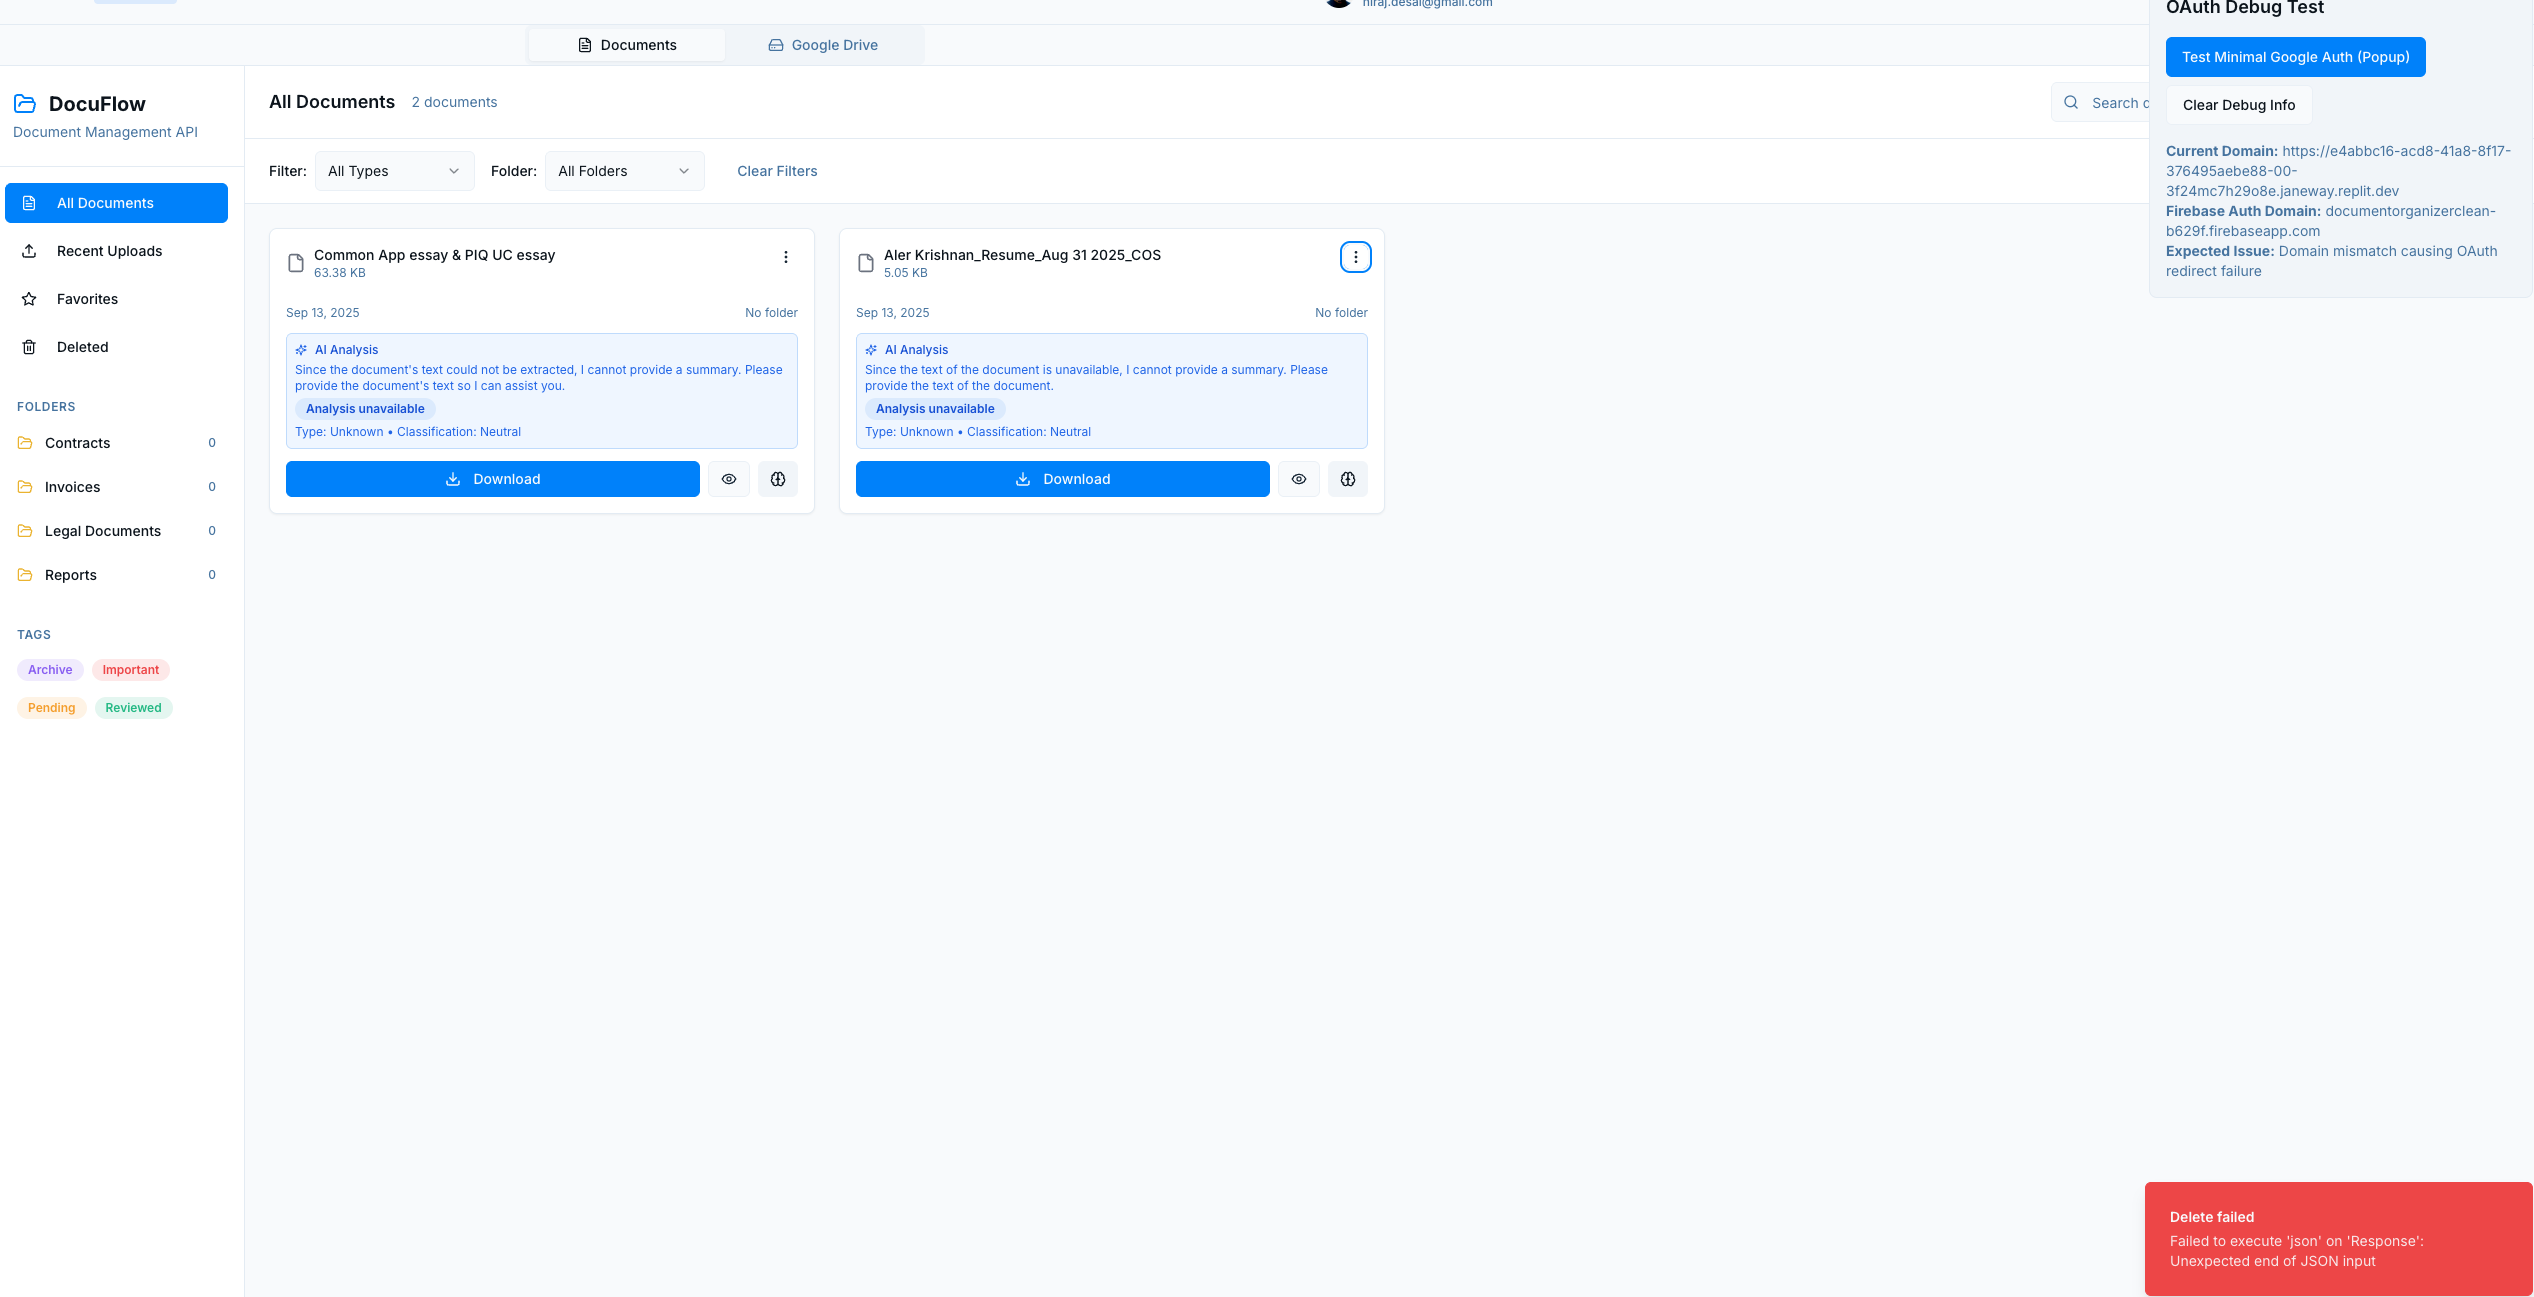 niraj.desai@gmail.com
Documents
Google Drive
DocuFlow
Document Management API
All Documents
Recent Uploads
Favorites
Deleted
FOLDERS
Contracts 0
Invoices 0
Legal Documents 0
Reports 0
TAGS
Archive Important
Pending Reviewed
All Documents 2 documents
Search
Filter: All Types Folder: All Folders Clear Filters
Common App essay & PIQ UC essay
63.38 KB
Sep 13, 2025 No folder
AI Analysis
Since the document's text could not be extracted, I cannot provide a summary. Please
provide the document's text so I can assist you.
Analysis unavailable
Type: Unknown • Classification: Neutral
Download
Aler Krishnan_Resume_Aug 31 2025_COS
5.05 KB
Sep 13, 2025 No folder
AI Analysis
Since the text of the document is unavailable, I cannot provide a summary. Please
provide the text of the document.
Analysis unavailable
Type: Unknown • Classification: Neutral
Download
OAuth Debug Test
Test Minimal Google Auth (Popup)
Clear Debug Info
Current Domain: https://e4abbc16-acd8-41a8-8f17-
376495aebe88-00-
3f24mc7h29o8e.janeway.replit.dev
Firebase Auth Domain: documentorganizerclean-
b629f.firebaseapp.com
Expected Issue: Domain mismatch causing OAuth
redirect failure
Delete failed
Failed to execute 'json' on 'Response':
Unexpected end of JSON input